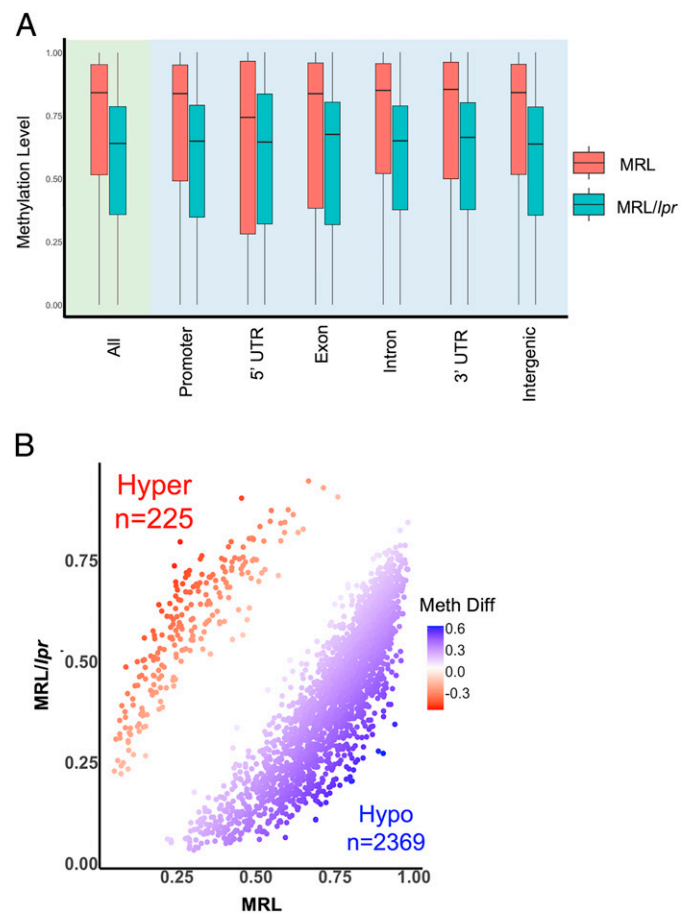 A
Methylation Level
1.00
0.75
0.50
0.25
0.00
All
Promoter
5' UTR
Exon
Intron
3' UTR
Intergenic
MRL
MRL/lpr
B
Hyper
n=225
MRL/lpr
0.75
0.50
0.25
0.00
0.25
0.50
0.75
1.00
MRL
Meth Diff
0.6
0.3
0.0
-0.3
Hypo
n=2369